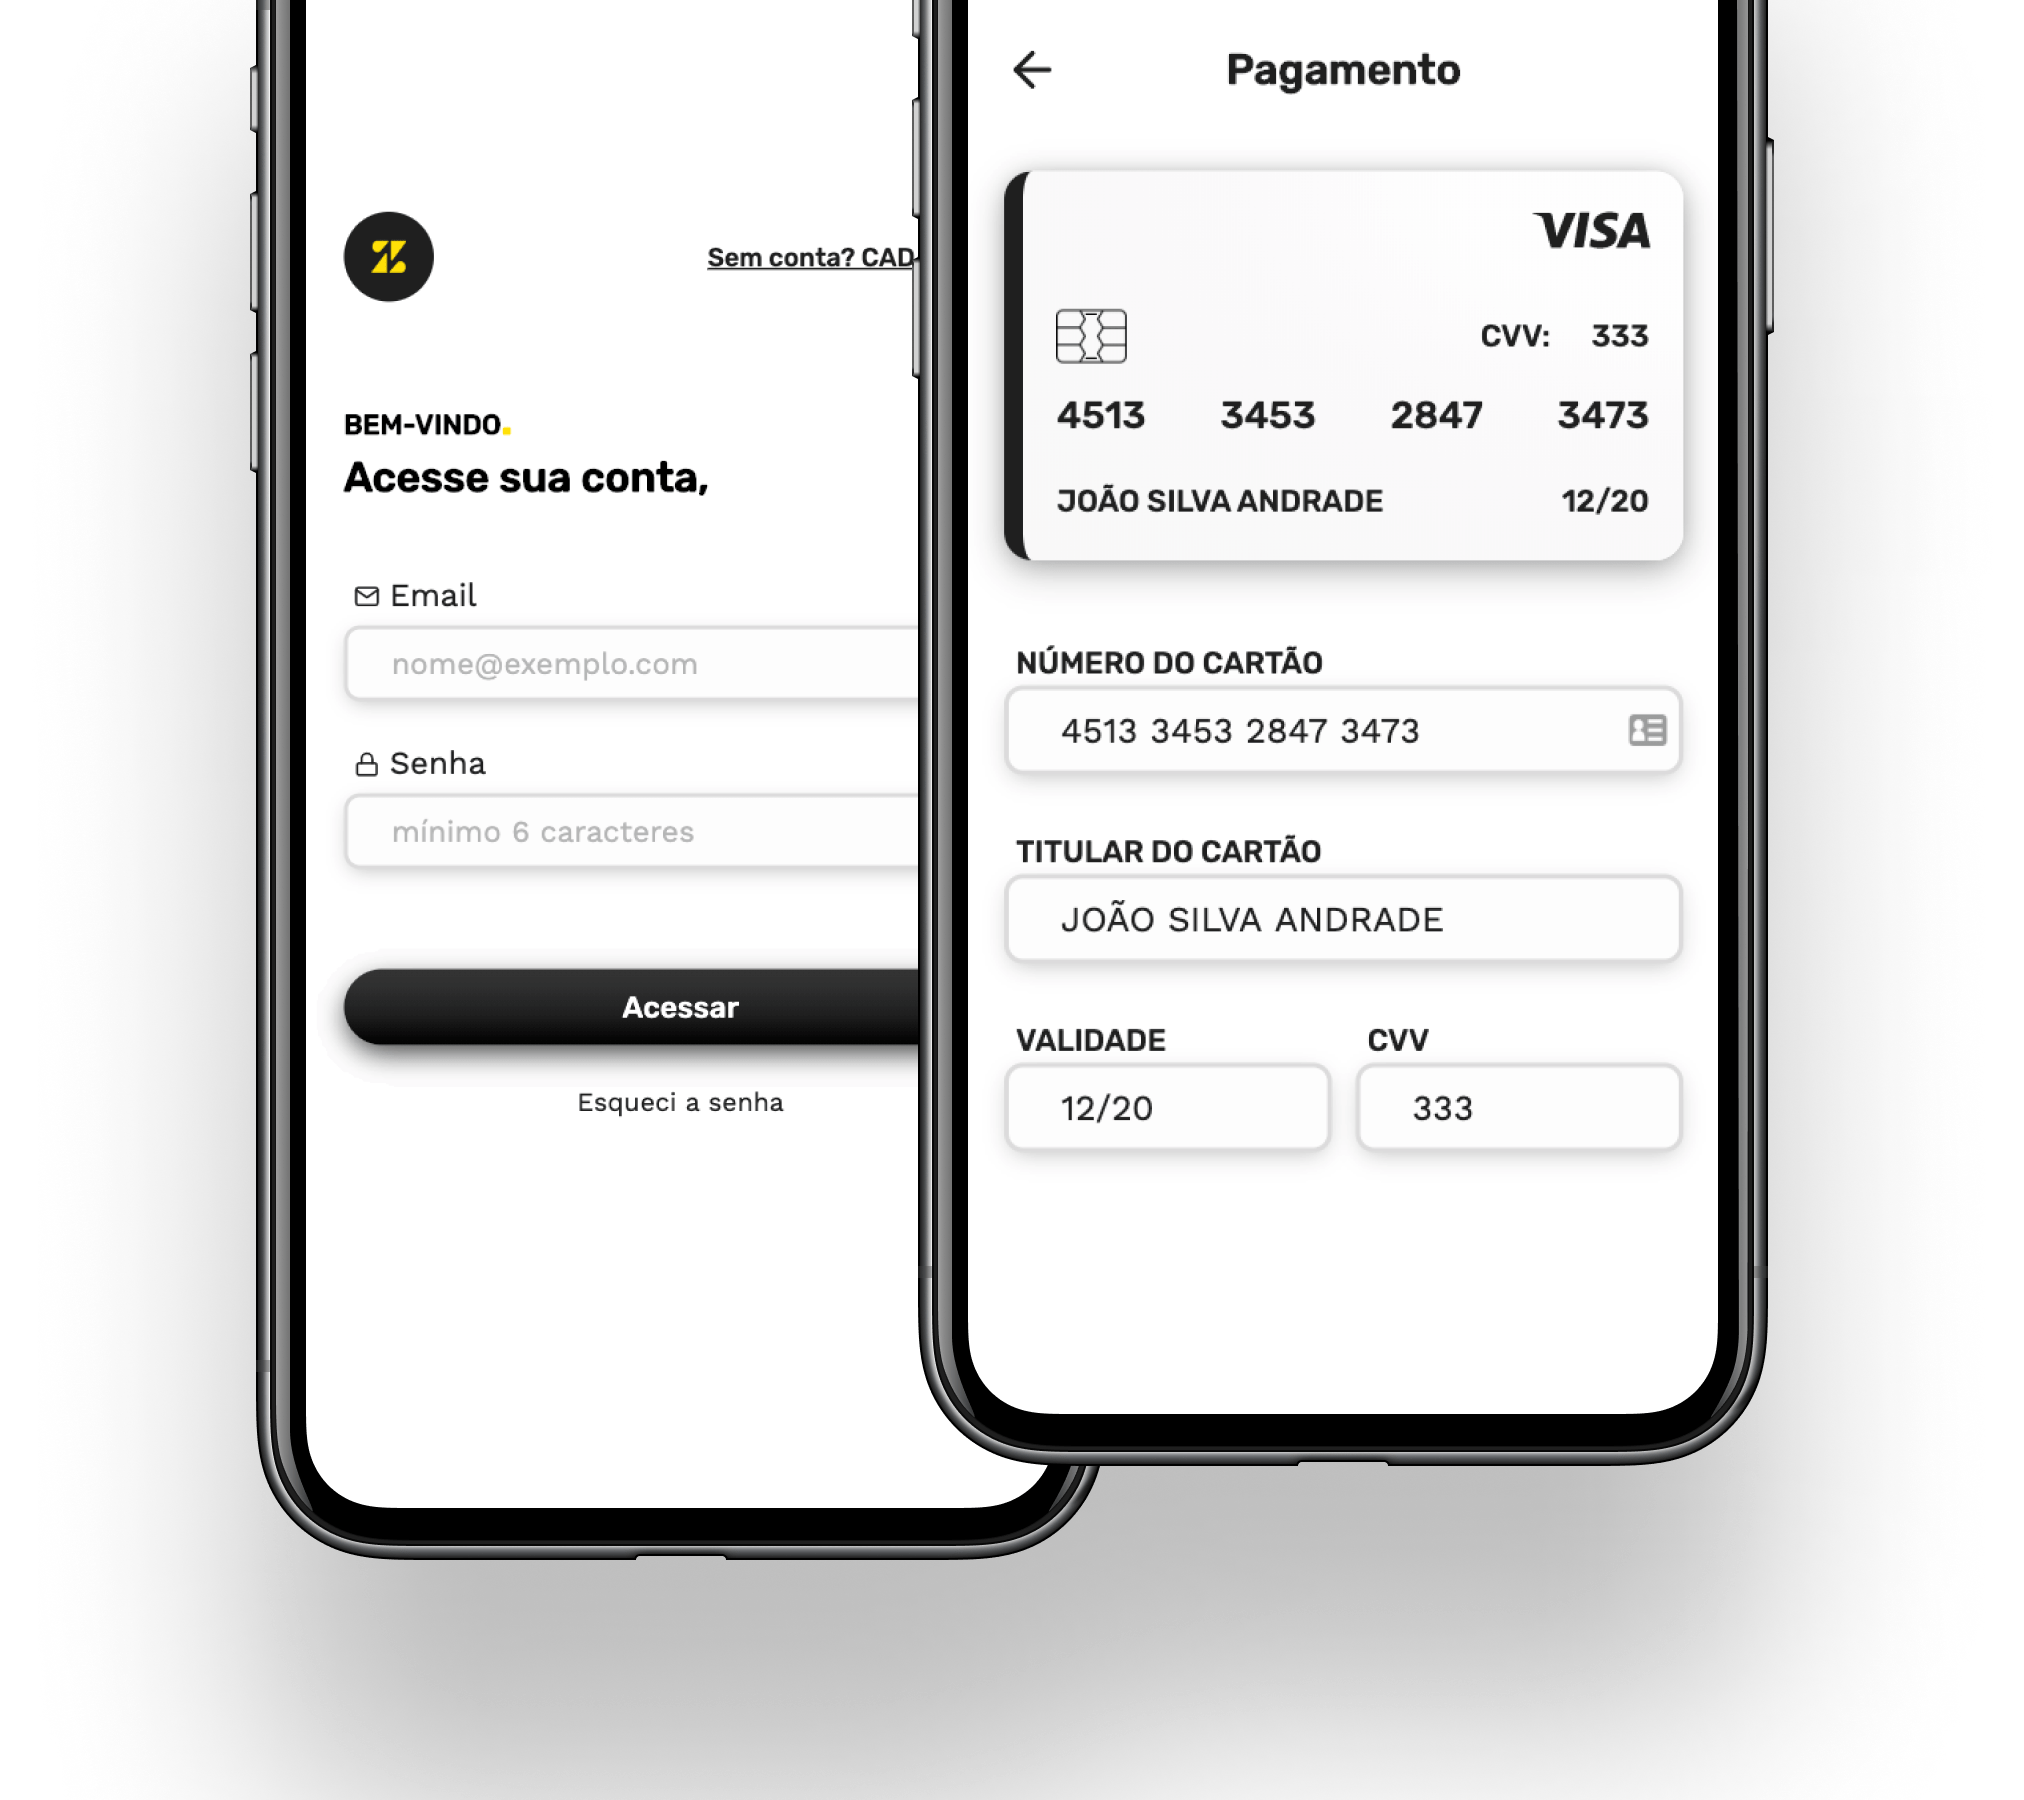 Sem conta? CAD
BEM-VINDO.
Acesse sua conta,
Email
nome@exemplo.com
Senha
mínimo 6 caracteres
Acessar
Esqueci a senha
Pagamento
VISA
CVV: 333
4513 3453 2847 3473
JOÃO SILVA ANDRADE 12/20
NÚMERO DO CARTÃO
4513 3453 2847 3473
TITULAR DO CARTÃO
JOÃO SILVA ANDRADE
VALIDADE CVV
12/20 333